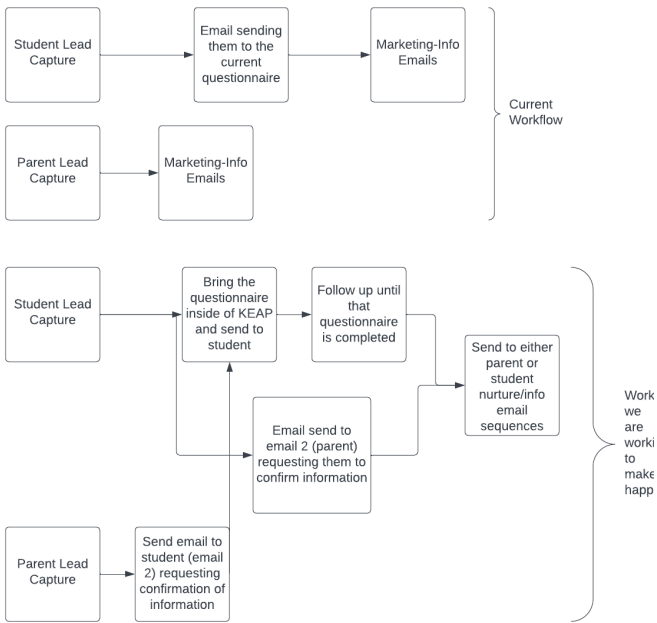 Student Lead
Capture
Email sending
them to the
current
questionnaire
Marketing-Info
Emails
Current
Workflow
Parent Lead
Capture
Marketing-Info
Emails
Student Lead
Capture
Bring the
questionnaire
inside of KEAP
and send to
student
Follow up until
that
questionnaire
is completed
Send to either
parent or
student
nurture/info
email
sequences
Email send to
email 2 (parent)
requesting them to
confirm information
we
are
to
Parent Lead
Capture
Send email to
student (email
2) requesting
confirmation of
information